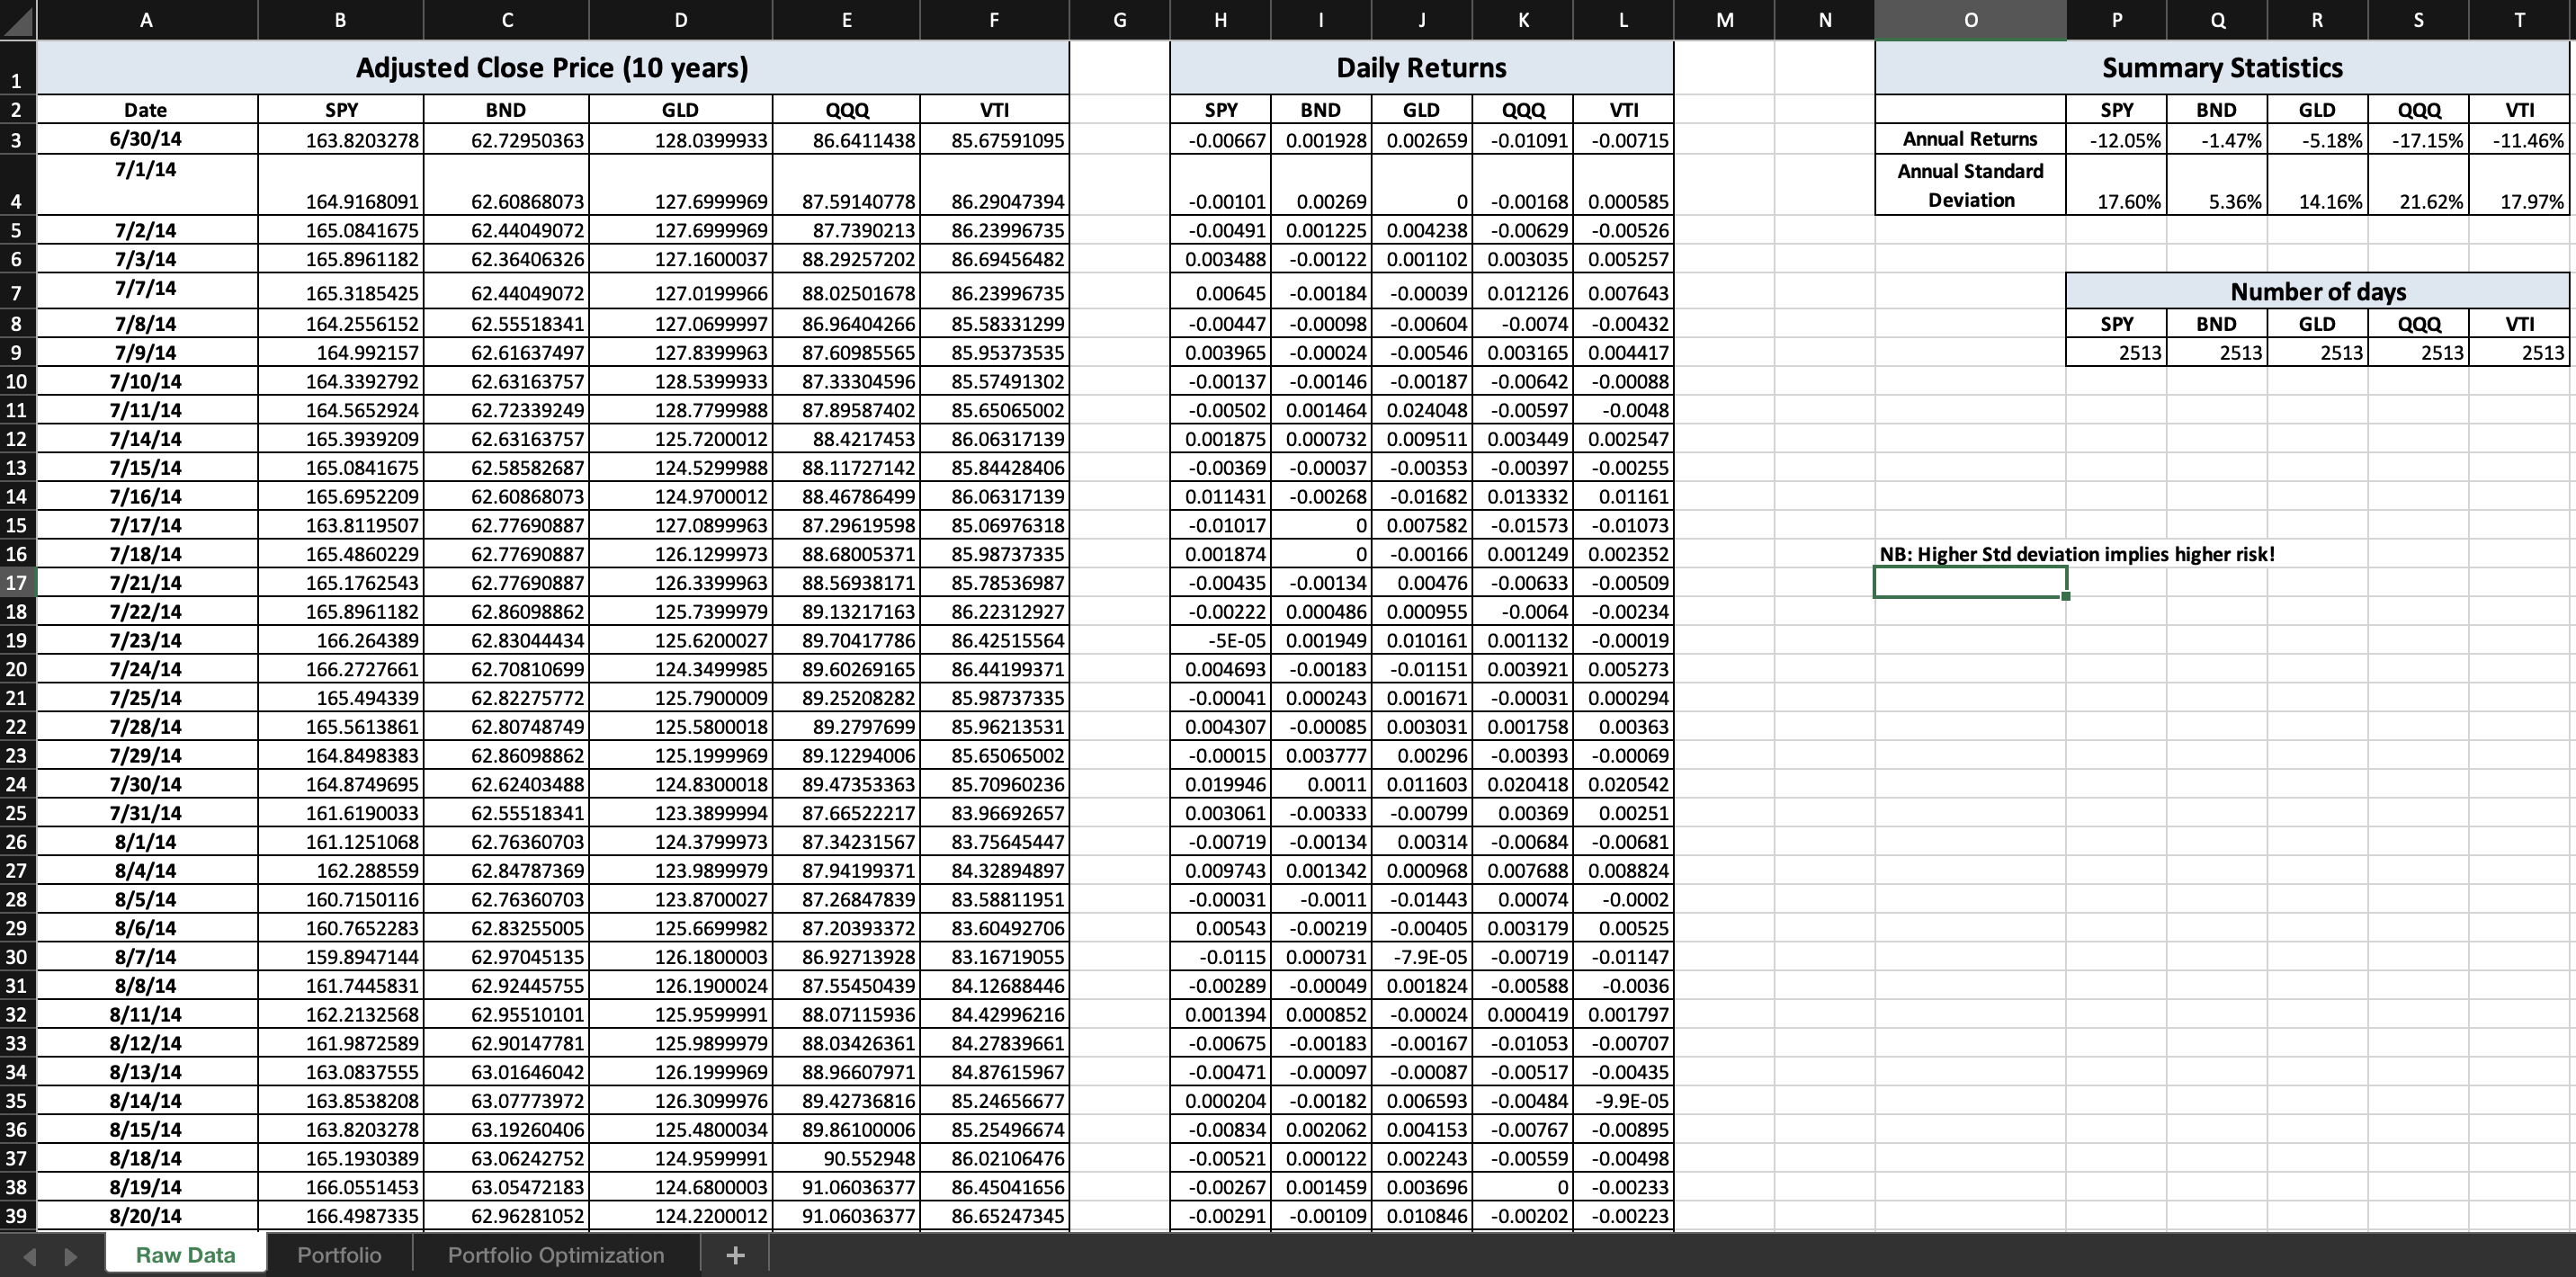 A B C D E F G H I J K L M N O P Q R S T
1 Adjusted Close Price (10 years) Daily Returns Summary Statistics
2 Date SPY BND GLD QQQ VTI SPY BND GLD QQQ VTI SPY BND GLD QQQ VTI
3 6/30/14 163.8203278 62.72950363 128.0399933 86.6411438 85.67591095 -0.00667 0.001928 0.002659 -0.01091 -0.00715 Annual Returns -12.05% -1.47% -5.18% -17.15% -11.46%
4 7/1/14 164.9168091 62.60868073 127.6999969 87.59140778 86.29047394 -0.00101 0.00269 0 -0.00168 0.000585 Annual Standard Deviation 17.60% 5.36% 14.16% 21.62% 17.97%
5 7/2/14 165.0841675 62.44049072 127.6999969 87.7390213 86.23996735 -0.00491 0.001225 0.004238 -0.00629 -0.00526
6 7/3/14 165.8961182 62.36406326 127.1600037 88.29257202 86.69456482 0.003488 -0.00122 0.001102 0.003035 0.005257
7 7/7/14 165.3185425 62.44049072 127.0199966 88.02501678 86.23996735 0.00645 -0.00184 -0.00039 0.012126 0.007643 Number of days
8 7/8/14 164.2556152 62.55518341 127.0699997 86.96404266 85.58331299 -0.00447 -0.00098 -0.00604 -0.0074 -0.00432 SPY BND GLD QQQ VTI
9 7/9/14 164.992157 62.61637497 127.8399963 87.60985565 85.95373535 0.003965 -0.00024 -0.00546 0.003165 0.004417 2513 2513 2513 2513 2513
10 7/10/14 164.3392792 62.63163757 128.5399933 87.33304596 85.57491302 -0.00137 -0.00146 -0.00187 -0.00642 -0.00088
11 7/11/14 164.5652924 62.72339249 128.7799988 87.89587402 85.65065002 -0.00502 0.001464 0.024048 -0.00597 -0.0048
12 7/14/14 165.3939209 62.63163757 125.7200012 88.4217453 86.06317139 0.001875 0.000732 0.009511 0.003449 0.002547
13 7/15/14 165.0841675 62.58582687 124.5299988 88.11727142 85.84428406 -0.00369 -0.00037 -0.00353 -0.00397 -0.00255
14 7/16/14 165.6952209 62.60868073 124.9700012 88.46786499 86.06317139 0.011431 -0.00268 -0.01682 0.013332 0.01161
15 7/17/14 163.8119507 62.77690887 127.0899963 87.29619598 85.06976318 -0.01017 0 0.007582 -0.01573 -0.01073
16 7/18/14 165.4860229 62.77690887 126.1299973 88.68005371 85.98737335 0.001874 0 -0.00166 0.001249 0.002352 NB: Higher Std deviation implies higher risk!
17 7/21/14 165.1762543 62.77690887 126.3399963 88.56938171 85.78536987 -0.00435 -0.00134 0.00476 -0.00633 -0.00509
18 7/22/14 165.8961182 62.86098862 125.7399979 89.13217163 86.22312927 -0.00222 0.000486 0.000955 -0.0064 -0.00234
19 7/23/14 166.264389 62.83044434 125.6200027 89.70417786 86.42515564 -5E-05 0.001949 0.010161 0.001132 -0.00019
20 7/24/14 166.2727661 62.70810699 124.3499985 89.60269165 86.44199371 0.004693 -0.00183 -0.01151 0.003921 0.005273
21 7/25/14 165.494339 62.82275772 125.7900009 89.25208282 85.98737335 -0.00041 0.000243 0.001671 -0.00031 0.000294
22 7/28/14 165.5613861 62.80748749 125.5800018 89.2797699 85.96213531 0.004307 -0.00085 0.003031 0.001758 0.00363
23 7/29/14 164.8498383 62.86098862 125.1999969 89.12294006 85.65065002 -0.00015 0.003777 0.00296 -0.00393 -0.00069
24 7/30/14 164.8749695 62.62403488 124.8300018 89.47353363 85.70960236 0.019946 0.0011 0.011603 0.020418 0.020542
25 7/31/14 161.6190033 62.55518341 123.3899994 87.66522217 83.96692657 0.003061 -0.00333 -0.00799 0.00369 0.00251
26 8/1/14 161.1251068 62.76360703 124.3799973 87.34231567 83.75645447 -0.00719 -0.00134 0.00314 -0.00684 -0.00681
27 8/4/14 162.288559 62.84787369 123.9899979 87.94199371 84.32894897 0.009743 0.001342 0.000968 0.007688 0.008824
28 8/5/14 160.7150116 62.76360703 123.8700027 87.26847839 83.58811951 -0.00031 -0.0011 -0.01443 0.00074 -0.0002
29 8/6/14 160.7652283 62.83255005 125.6699982 87.20393372 83.60492706 0.00543 -0.00219 -0.00405 0.003179 0.00525
30 8/7/14 159.8947144 62.97045135 126.1800003 86.92713928 83.16719055 -0.0115 0.000731 -7.9E-05 -0.00719 -0.01147
31 8/8/14 161.7445831 62.92445755 126.1900024 87.55450439 84.12688446 -0.00289 -0.00049 0.001824 -0.00588 -0.0036
32 8/11/14 162.2132568 62.95510101 125.9599991 88.07115936 84.42996216 0.001394 0.000852 -0.00024 0.000419 0.001797
33 8/12/14 161.9872589 62.90147781 125.9899979 88.03426361 84.27839661 -0.00675 -0.00183 -0.00167 -0.01053 -0.00707
34 8/13/14 163.0837555 63.01646042 126.1999969 88.96607971 84.87615967 -0.00471 -0.00097 -0.00087 -0.00517 -0.00435
35 8/14/14 163.8538208 63.07773972 126.3099976 89.42736816 85.24656677 0.000204 -0.00182 0.006593 -0.00484 -9.9E-05
36 8/15/14 163.8203278 63.19260406 125.4800034 89.86100006 85.25496674 -0.00834 0.002062 0.004153 -0.00767 -0.00895
37 8/18/14 165.1930389 63.06242752 124.9599991 90.552948 86.02106476 -0.00521 0.000122 0.002243 -0.00559 -0.00498
38 8/19/14 166.0551453 63.05472183 124.6800003 91.06036377 86.45041656 -0.00267 0.001459 0.003696 0 -0.00233
39 8/20/14 166.4987335 62.96281052 124.2200012 91.06036377 86.65247345 -0.00291 -0.00109 0.010846 -0.00202 -0.00223
Raw Data Portfolio Portfolio Optimization +